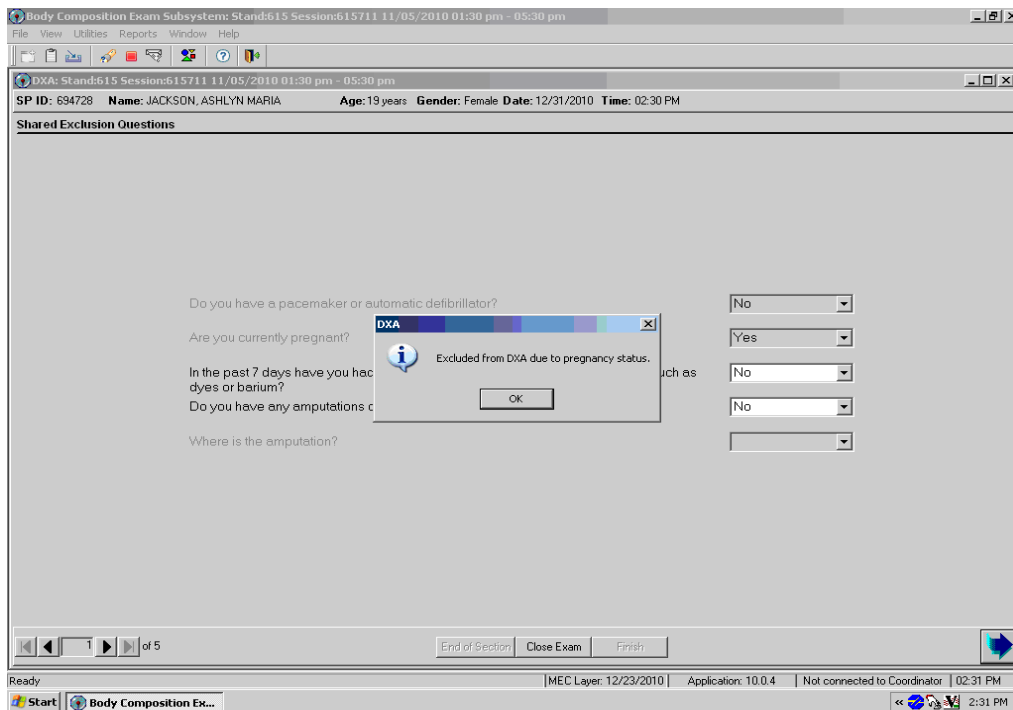 Body Composition Exam Subsystem: Stand:615 Session:615711 11/05/2010 01:30 pm - 05:30 pm
File View Utilities Reports Window Help
DXA: Stand:615 Session:615711 11/05/2010 01:30 pm - 05:30 pm
SP ID: 694728 Name: JACKSON, ASHLYN MARIA Age: 19 years Gender: Female Date: 12/31/2010 Time: 02:30 PM
Shared Exclusion Questions
Do you have a pacemaker or automatic defibrillator? No
Are you currently pregnant? Yes
In the past 7 days have you had uch as No
dyes or barium?
Do you have any amputations o No
Where is the amputation?
DXA
Excluded from DXA due to pregnancy status.
OK
1 of 5 End of Section Close Exam Finish
Ready MEC Layer: 12/23/2010 Application: 10.0.4 Not connected to Coordinator 02:31 PM
Start Body Composition Ex... « 2:31 PM